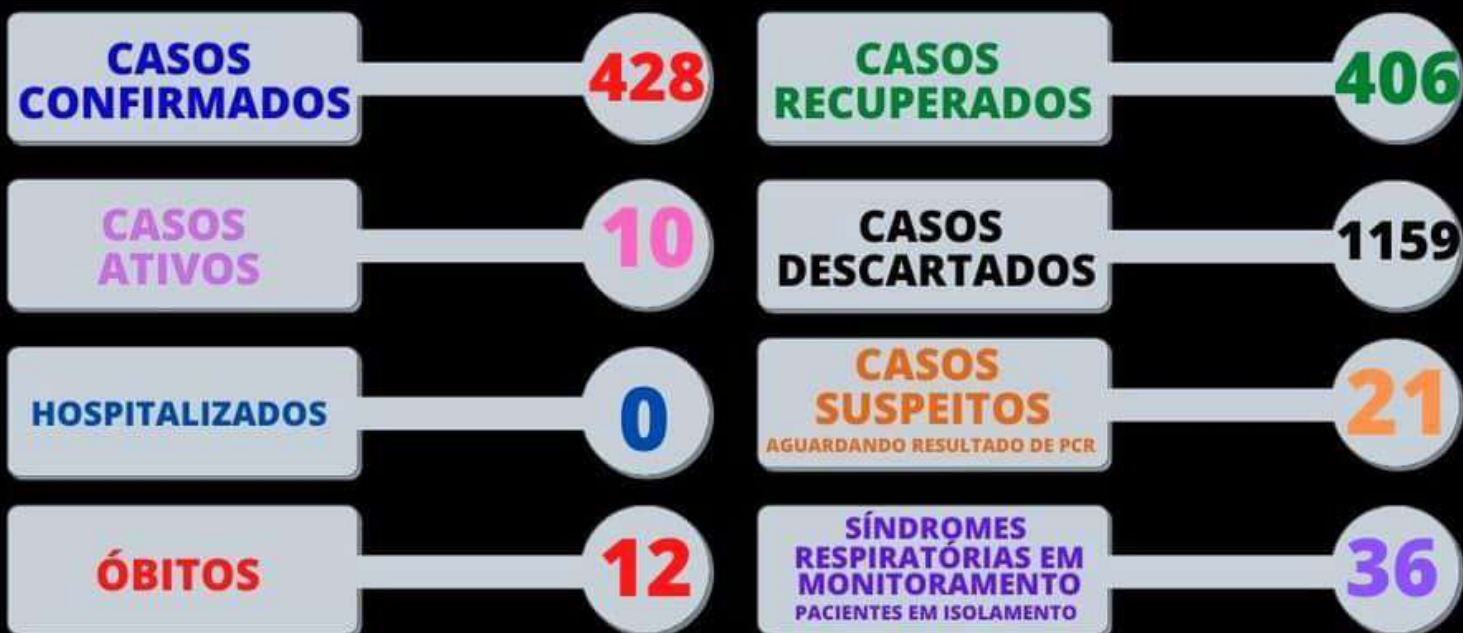 CASOS
CONFIRMADOS
428
CASOS
RECUPERADOS
406
CASOS
ATIVOS
10
CASOS
DESCARTADOS
1159
HOSPITALIZADOS
0
CASOS
SUSPEITOS
AGUARDANDO RESULTADO DE PCR
21
ÓBITOS
12
SÍNDROMES
RESPIRATÓRIAS EM
MONITORAMENTO
PACIENTES EM ISOLAMENTO
36